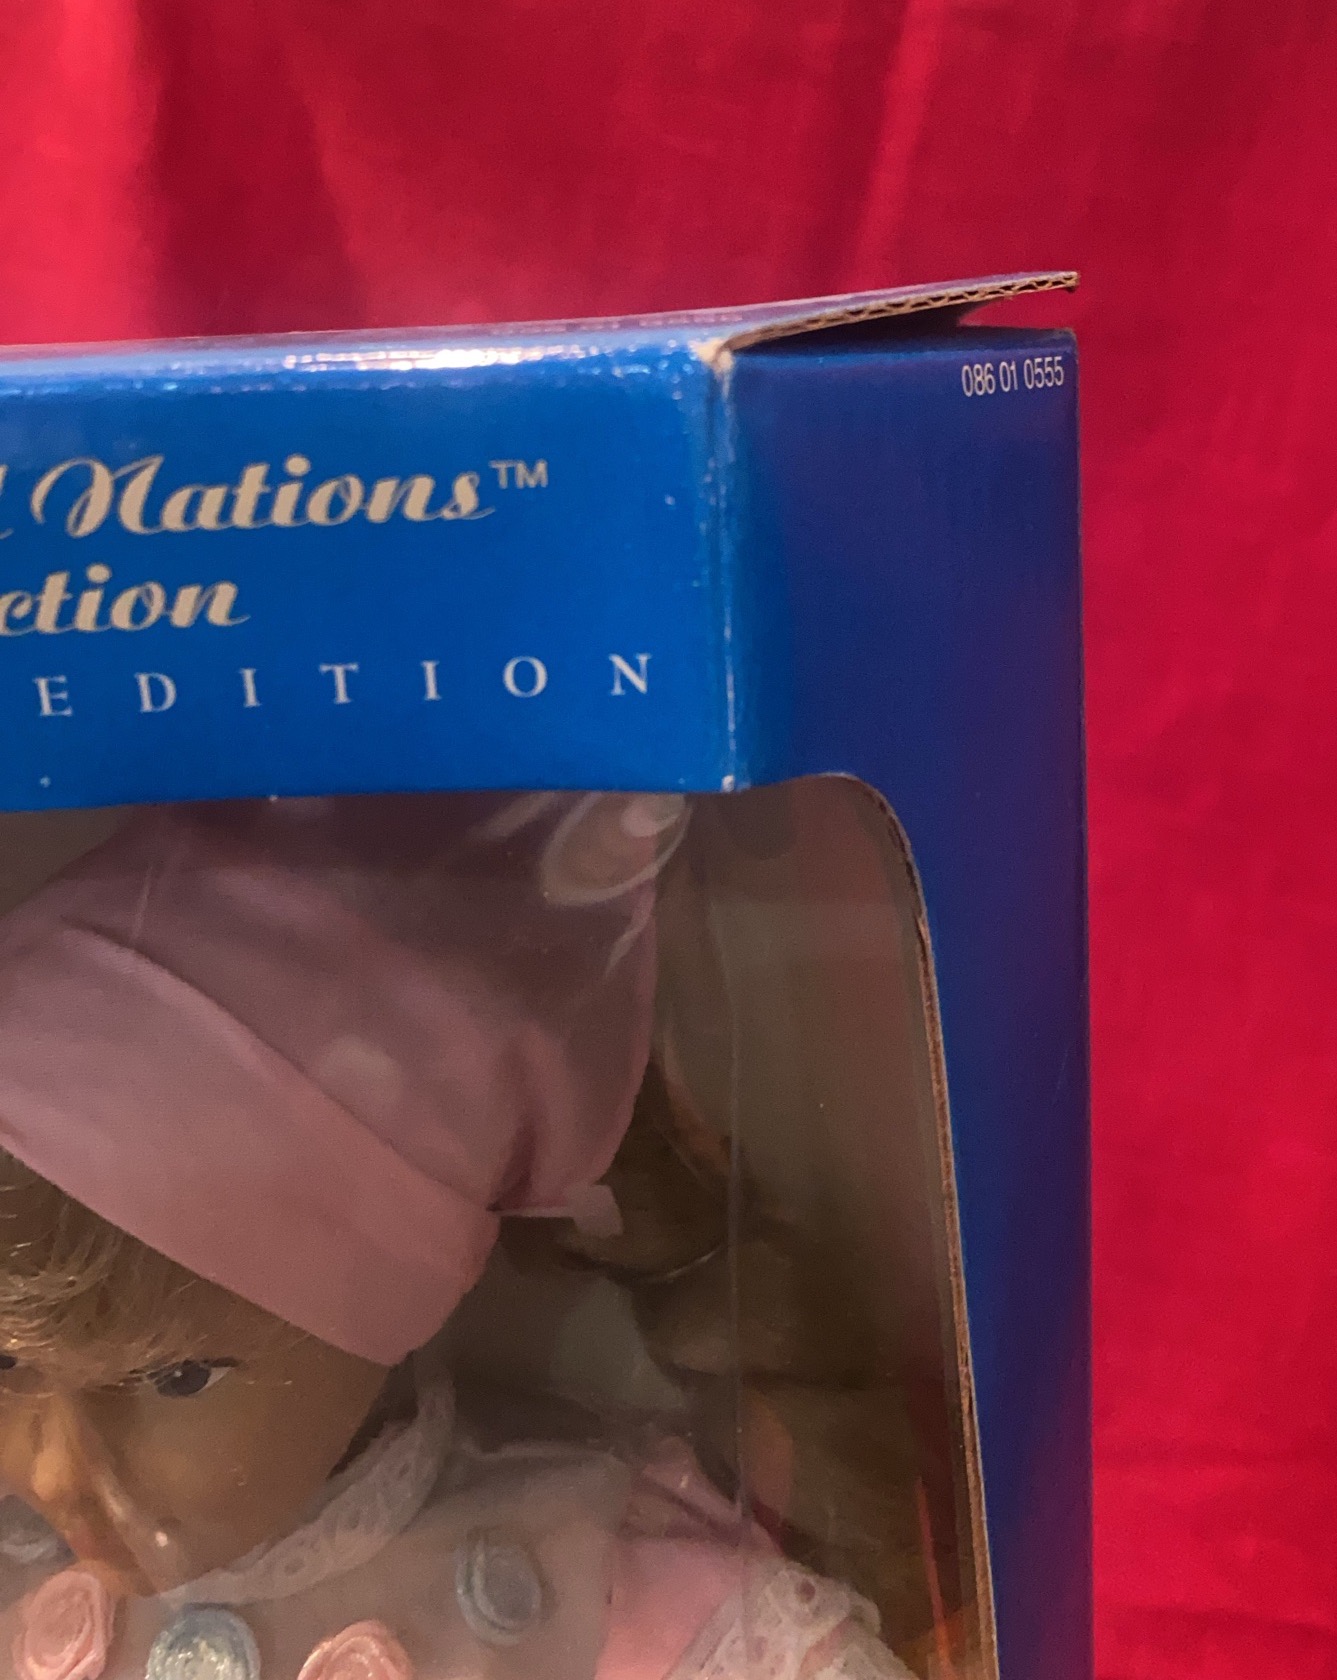 Nations™
ction
EDITION
086 01 0555